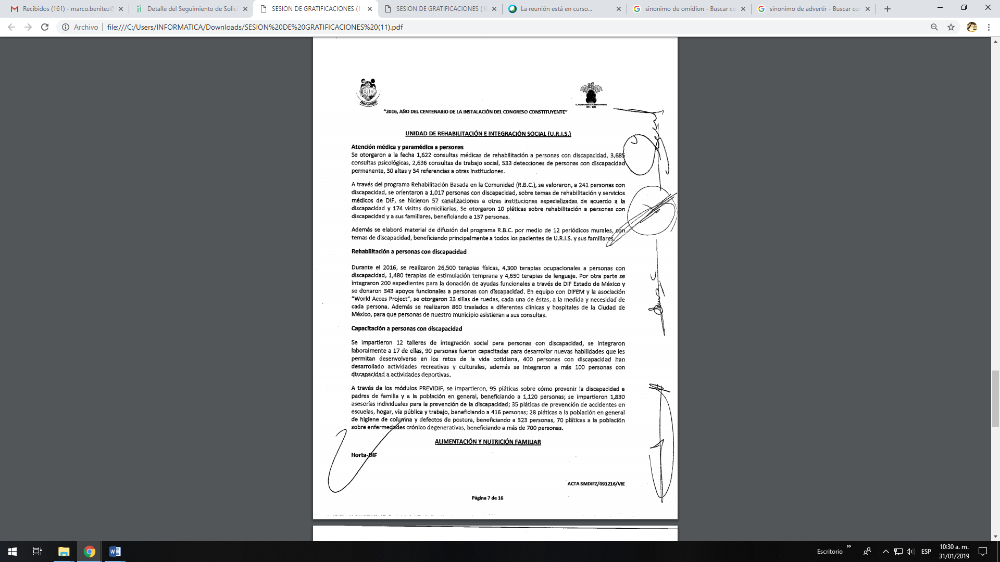 Recibidos (161) - marco.benitez@
Detalle del Seguimiento de Solici
SESION DE GRATIFICACIONES (1
SESION DE GRATIFICACIONES (10
La reunión está en curso...
sinonimo de omidion - Buscar co
sinonimo de advertir - Buscar co
Archivo
file:///C:/Users/INFORMATICA/Downloads/SESION%20DE%20GRATIFICACIONES%20(11).pdf
"2016, AÑO DEL CENTENARIO DE LA INSTALACIÓN DEL CONGRESO CONSTITUYENTE"
UNIDAD DE REHABILITACIÓN E INTEGRACIÓN SOCIAL (U.R.I.S.)
Atención médica y paramédica a personas
Se otorgaron a la fecha 1,622 consultas médicas de rehabilitación a personas con discapacidad, 3,685
consultas psicológicas, 2,636 consultas de trabajo social, 533 detecciones de personas con discapacidad
permanente, 30 altas y 34 referencias a otras instituciones.
A través del programa Rehabilitación Basada en la Comunidad (R.B.C.), se valoraron, a 241 personas con
discapacidad, se orientaron a 1,017 personas con discapacidad, sobre temas de rehabilitación y servicios
médicos de DIF, se hicieron 57 canalizaciones a otras instituciones especializadas de acuerdo a la
discapacidad y 174 visitas domiciliarias, Se otorgaron 10 pláticas sobre rehabilitación a personas con
discapacidad y a sus familiares, beneficiando a 137 personas.
Además se elaboró material de difusión del programa R.B.C. por medio de 12 periódicos murales, con
temas de discapacidad, beneficiando principalmente a todos los pacientes de U.R.I.S. y sus familiares.
Rehabilitación a personas con discapacidad
Durante el 2016, se realizaron 26,500 terapias físicas, 4,300 terapias ocupacionales a personas con
discapacidad, 1,480 terapias de estimulación temprana y 4,650 terapias de lenguaje. Por otra parte se
integraron 200 expedientes para la donación de ayudas funcionales a través de DIF Estado de México y
se donaron 343 apoyos funcionales a personas con discapacidad. En equipo con DIFEM y la asociación
"World Acces Project", se otorgaron 23 sillas de ruedas, cada una de éstas, a la medida y necesidad de
cada persona. Además se realizaron 860 traslados a diferentes clínicas y hospitales de la Ciudad de
México, para que personas de nuestro municipio asistieran a sus consultas.
Capacitación a personas con discapacidad
Se impartieron 12 talleres de integración social para personas con discapacidad, se integraron
laboralmente a 17 de ellas, 90 personas fueron capacitadas para desarrollar nuevas habilidades que les
permitan desenvolverse en los retos de la vida cotidiana, 400 personas con discapacidad han
desarrollado actividades recreativas y culturales, además se Integraron a más 100 personas con
discapacidad a actividades deportivas.
A través de los módulos PREVIDIF, se impartieron, 95 pláticas sobre cómo prevenir la discapacidad a
padres de familia y a la población en general, beneficiando a 1,120 personas; se impartieron 1,830
asesorías individuales para la prevención de la discapacidad; 35 pláticas de prevención de accidentes en
escuelas, hogar, vía pública y trabajo, beneficiando a 416 personas; 28 pláticas a la población en general
de higiene de columna y defectos de postura, beneficiando a 323 personas, 70 pláticas a la población
sobre enfermedades crónico degenerativas, beneficiando a más de 700 personas.
ALIMENTACIÓN Y NUTRICIÓN FAMILIAR
Horta-DIF
ACTA SMDIFZ/091216/VIE
Página 7 de 16
Escritorio
ESP
10:30 a. m.
31/01/2019